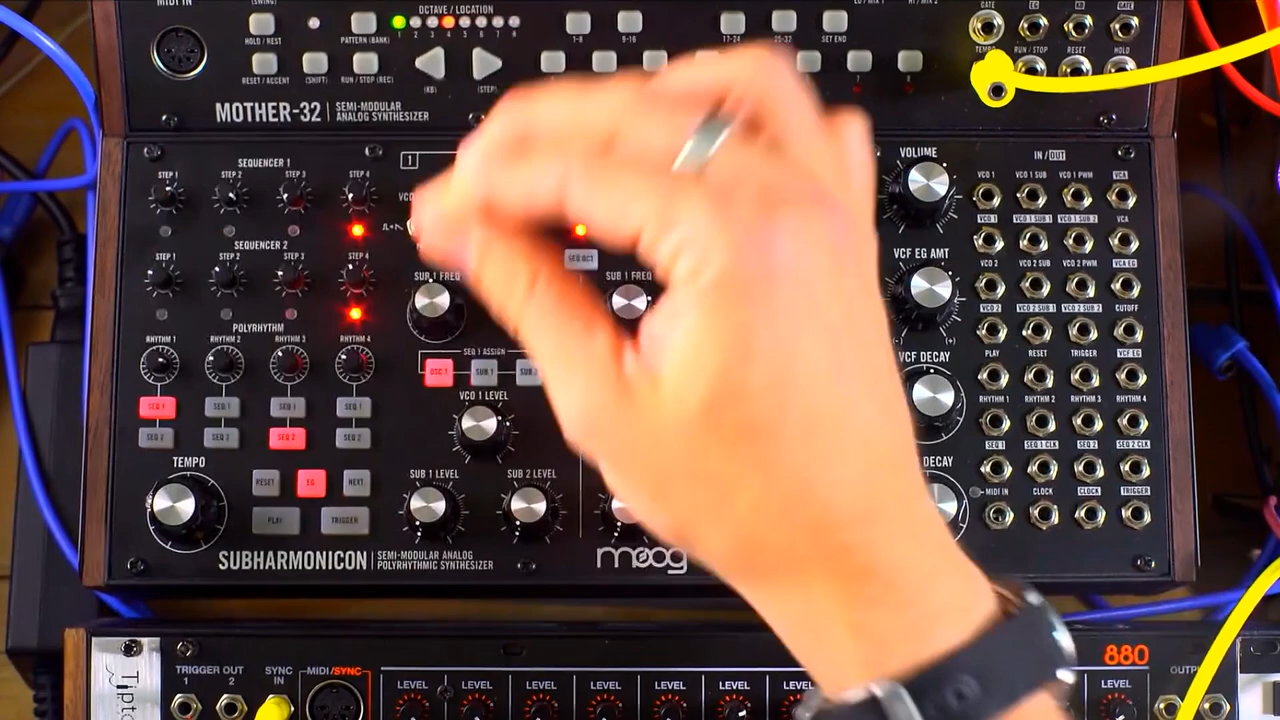 MIDI IN
(SWING)
HOLD / REST
PATTERN (BANK)
OCTAVE / LOCATION
1 2 3 4 5 6 7 8
1-8
9-16
17-24
25-32
SET END
GATE
TEMPO
RUN / STOP
RESET
HOLD
RESET / ACCENT
(SHIFT)
RUN / STOP (REC)
(KB)
(STEP)
7
8
MOTHER-32
SEMI-MODULAR
ANALOG SYNTHESIZER
SEQUENCER 1
STEP 1
STEP 2
STEP 3
STEP 4
SEQUENCER 2
STEP 1
STEP 2
STEP 3
STEP 4
POLYRHYTHM
RHYTHM 1
RHYTHM 2
RHYTHM 3
RHYTHM 4
SEQ 1
SEQ 1
SEQ 1
SEQ 1
SEQ 2
SEQ 2
SEQ 2
SEQ 2
TEMPO
RESET
EG
NEXT
PLAY
TRIGGER
SUBHARMONICON
SEMI-MODULAR ANALOG
POLYRHYTHMIC SYNTHESIZER
1
SUB 1 FREQ
SEQ OCT
SUB 1 FREQ
SEQ 1 ASSIGN
OSC 1
SUB 1
VCO 1 LEVEL
SUB 1 LEVEL
SUB 2 LEVEL
moog
VOLUME
VCF EG AMT
(-)
(+)
VCF DECAY
DECAY
IN / OUT
VCO 1
VCO 1 SUB
VCO 1 PWM
VCA
VCO 1
VCO 1 SUB 1
VCO 1 SUB 2
VCA
VCO 2
VCO 2 SUB
VCO 2 PWM
VCA EG
VCO 2
VCO 2 SUB 1
VCO 2 SUB 2
CUTOFF
PLAY
RESET
TRIGGER
VCF EG
RHYTHM 1
RHYTHM 2
RHYTHM 3
RHYTHM 4
SEQ 1
SEQ 1 CLK
SEQ 2
SEQ 2 CLK
MIDI IN
CLOCK
CLOCK
TRIGGER
TRIGGER OUT
1 2
SYNC
IN
MIDI/SYNC
LEVEL
LEVEL
LEVEL
LEVEL
LEVEL
LEVEL
LEVEL
880
LEVEL